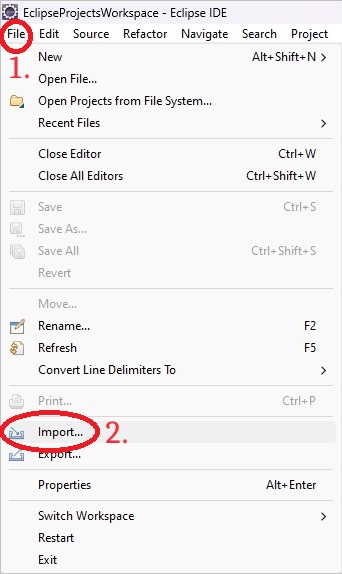 EclipseProjectsWorkspace - Eclipse IDE
File Edit Source Refactor Navigate Search Project
1.
New Alt+Shift+N >
Open File...
Open Projects from File System...
Recent Files >
Close Editor Ctrl+W
Close All Editors Ctrl+Shift+W
Save Ctrl+S
Save As...
Save All Ctrl+Shift+S
Revert
Move...
Rename... F2
Refresh F5
Convert Line Delimiters To >
Print... Ctrl+P
Import... 2.
Export...
Properties Alt+Enter
Switch Workspace >
Restart
Exit